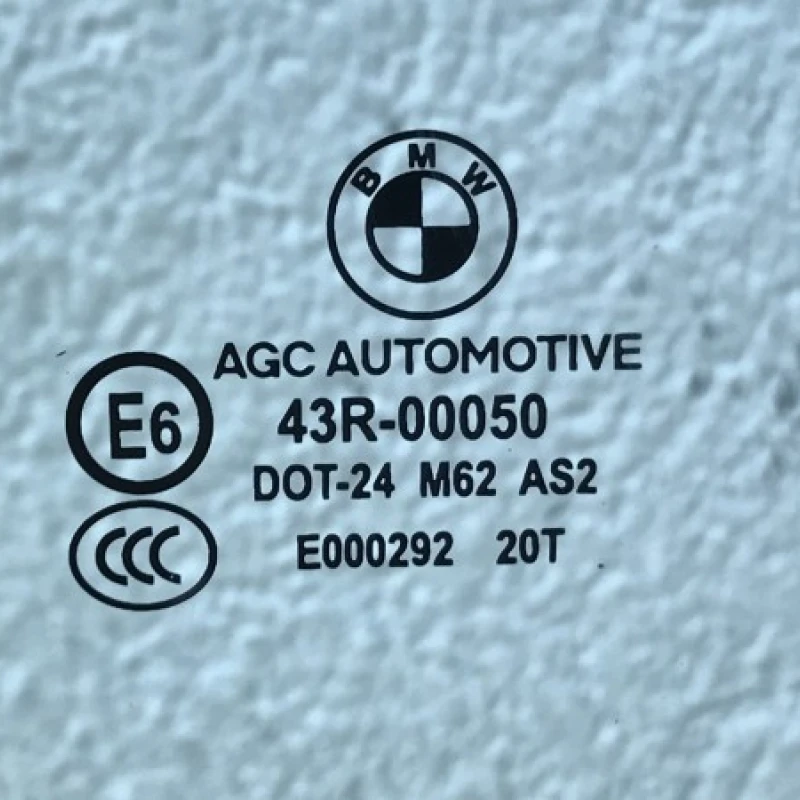 BMW
AGC AUTOMOTIVE
E6 43R-00050
DOT-24 M62 AS2
CCC E000292 20T